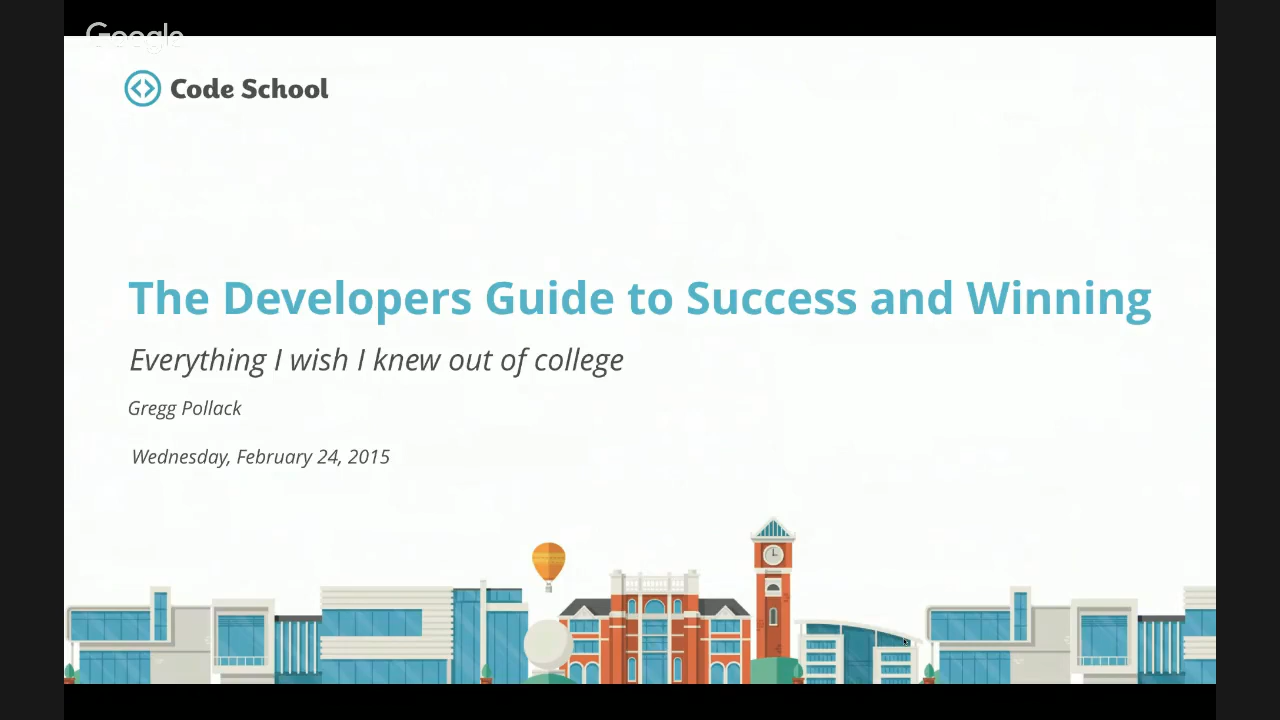 Google
Code School
The Developers Guide to Success and Winning
Everything I wish I knew out of college
Gregg Pollack
Wednesday, February 24, 2015